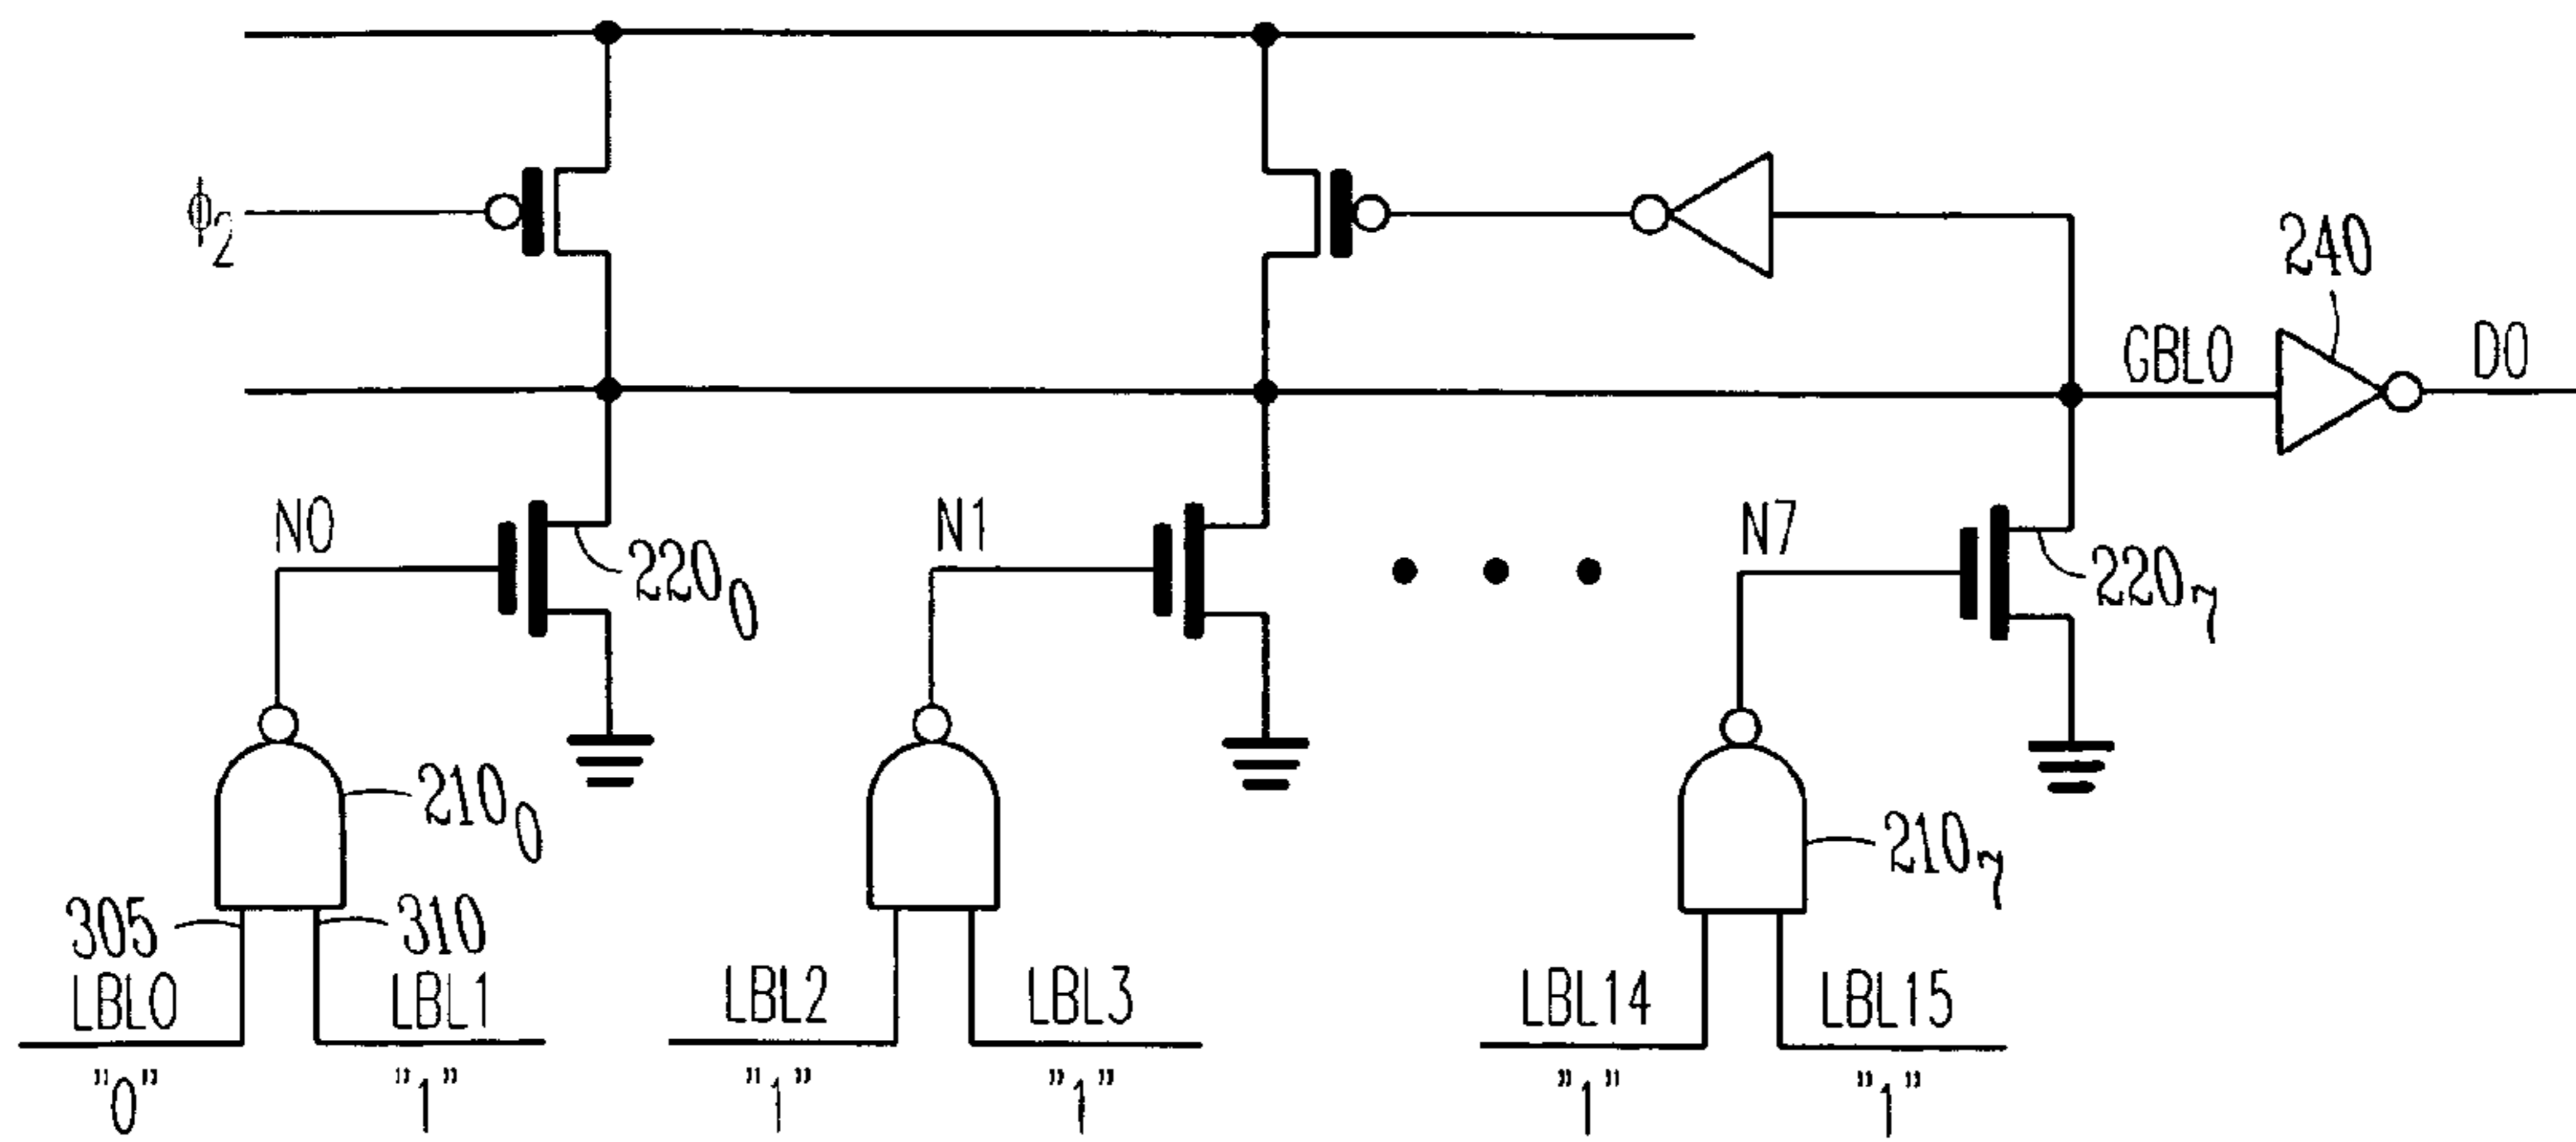 ϕ2
240
GBL0
D0
N0
N1
N7
2200
2207
2100
2107
305
310
LBL0
LBL1
LBL2
LBL3
LBL14
LBL15
"0"
"1"
"1"
"1"
"1"
"1"